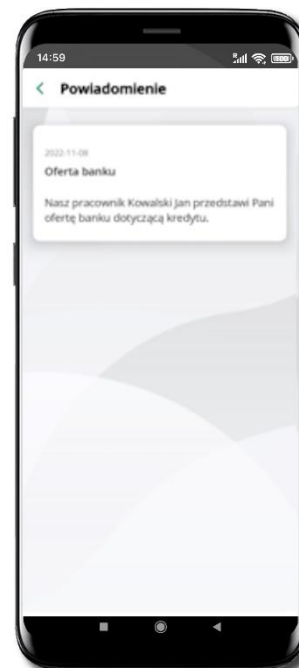 14:59
Powiadomienie
2022-11-08
Oferta banku
Nasz pracownik Kowalski Jan przedstawi Pani
ofertę banku dotyczącą kredytu.